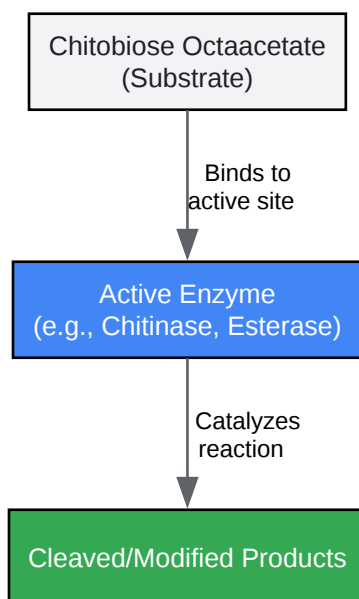 Chitobiose Octaacetate
(Substrate)
Binds to
active site
Active Enzyme
(e.g., Chitinase, Esterase)
Catalyzes
reaction
Cleaved/Modified Products